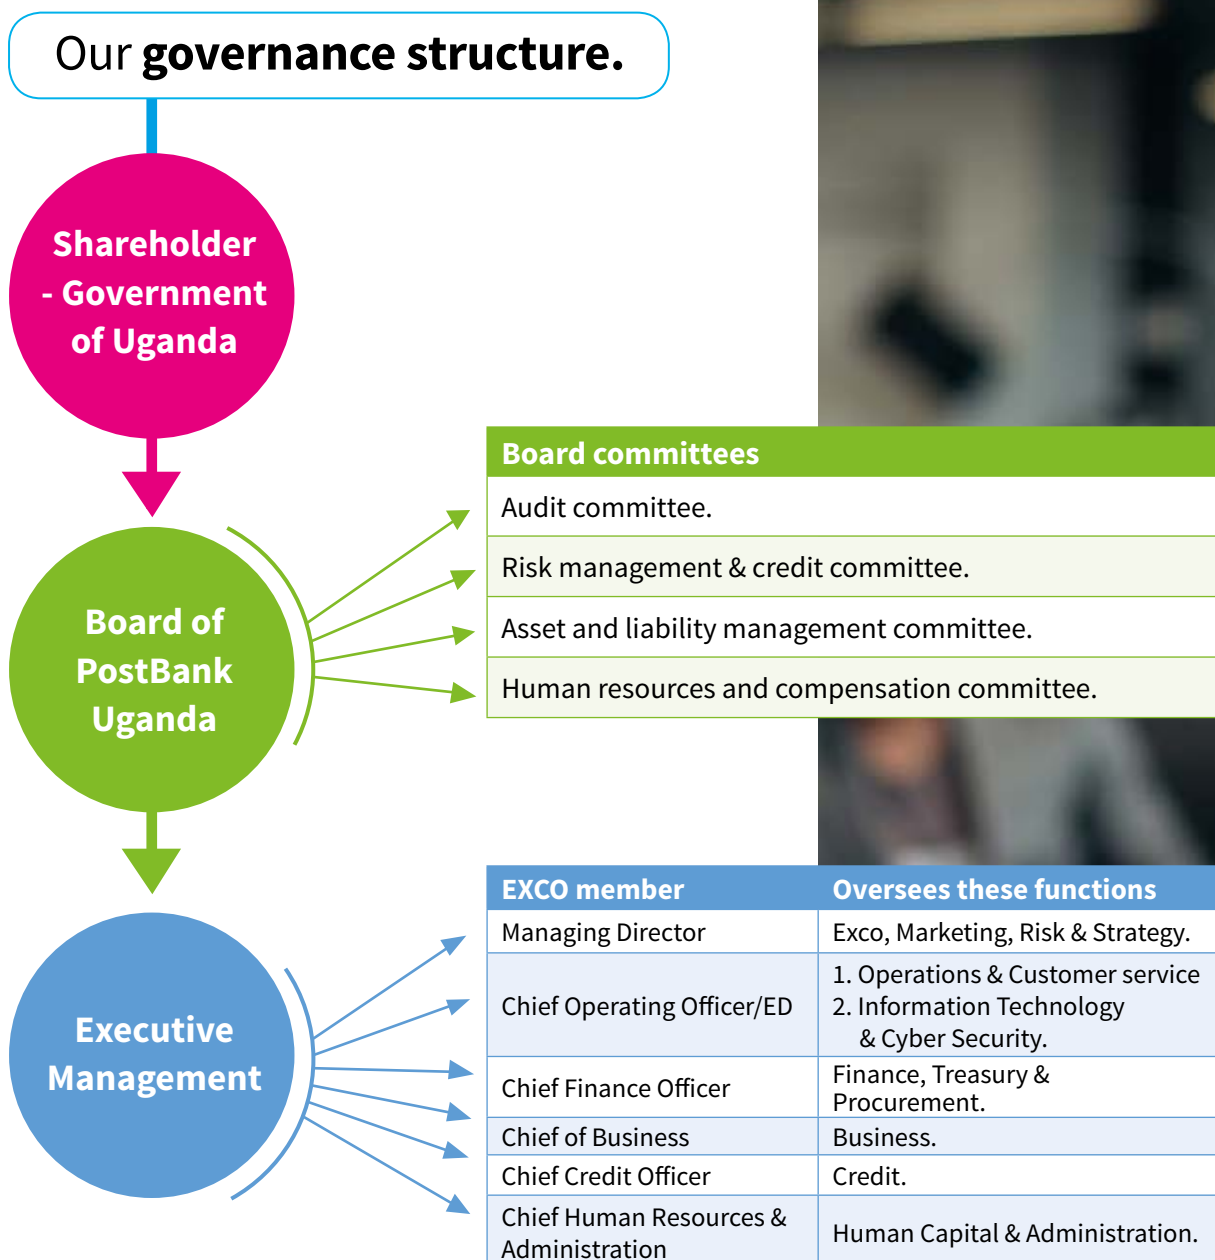 Our governance structure.
Shareholder
- Government
of Uganda
Board of
PostBank
Uganda
Board committees
Audit committee.
Risk management & credit committee.
Asset and liability management committee.
Human resources and compensation committee.
Executive
Management
EXCO member Oversees these functions
Managing Director Exco, Marketing, Risk & Strategy.
Chief Operating Officer/ED
1. Operations & Customer service
2. Information Technology
& Cyber Security.
Chief Finance Officer
Finance, Treasury &
Procurement.
Chief of Business Business.
Chief Credit Officer Credit.
Chief Human Resources &
Administration
Human Capital & Administration.